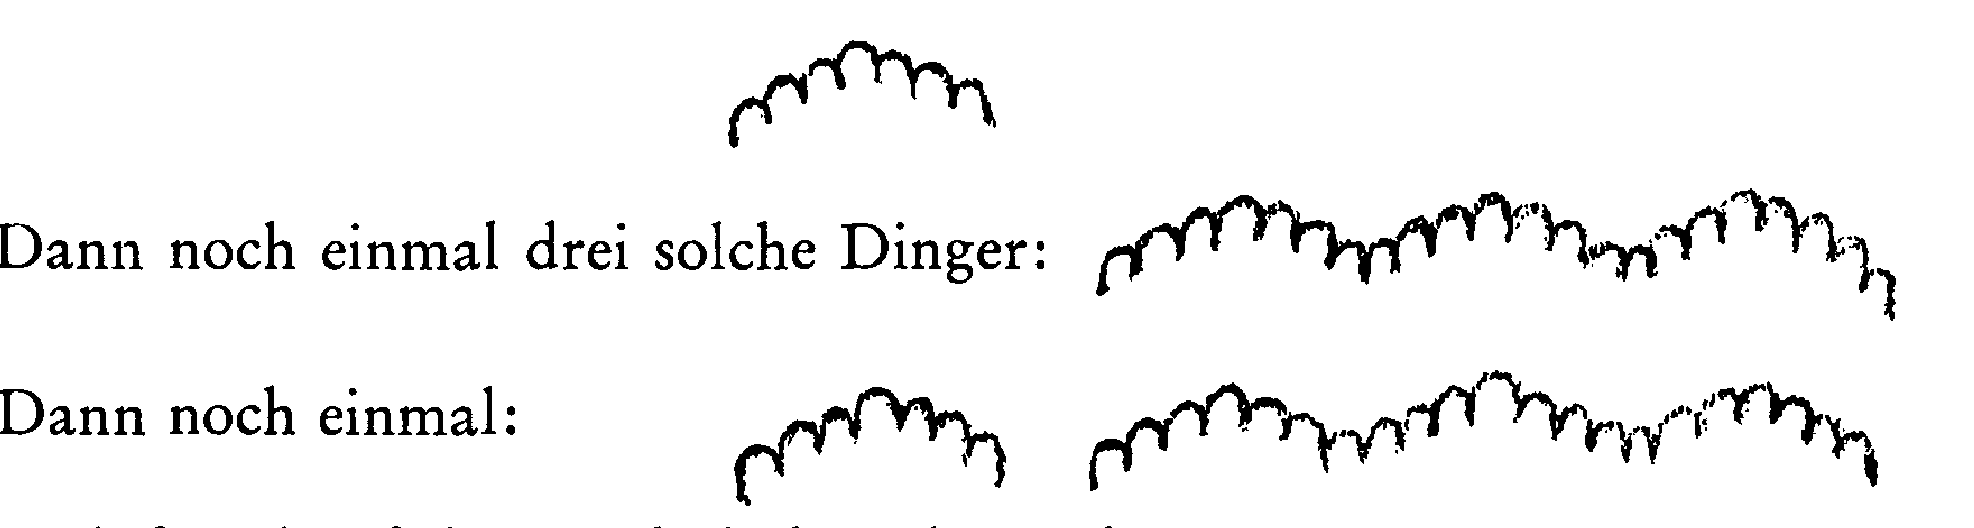 Dann noch einmal drei solche Dinger:
Dann noch einmal: